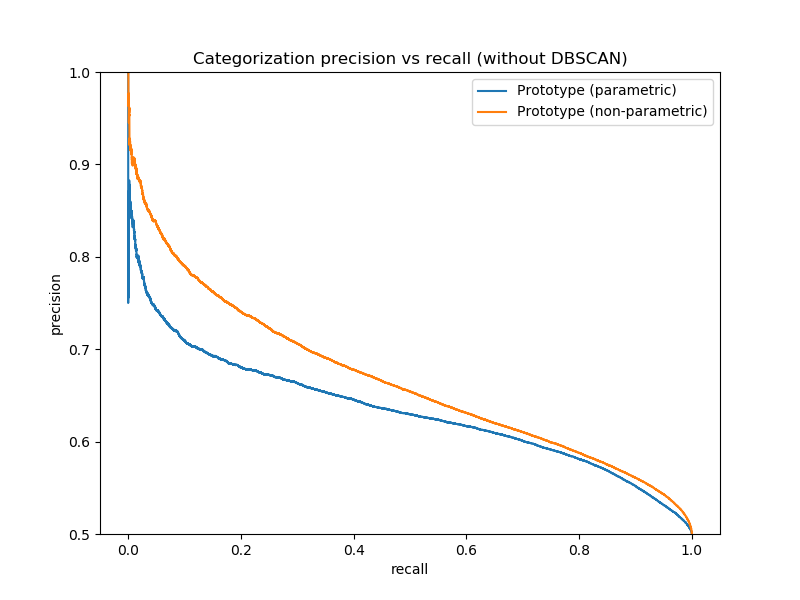 Categorization precision vs recall (without DBSCAN)
Prototype (parametric)
Prototype (non-parametric)
1.0
0.9
0.8
0.7
0.6
0.5
precision
0.0 0.2 0.4 0.6 0.8 1.0
recall